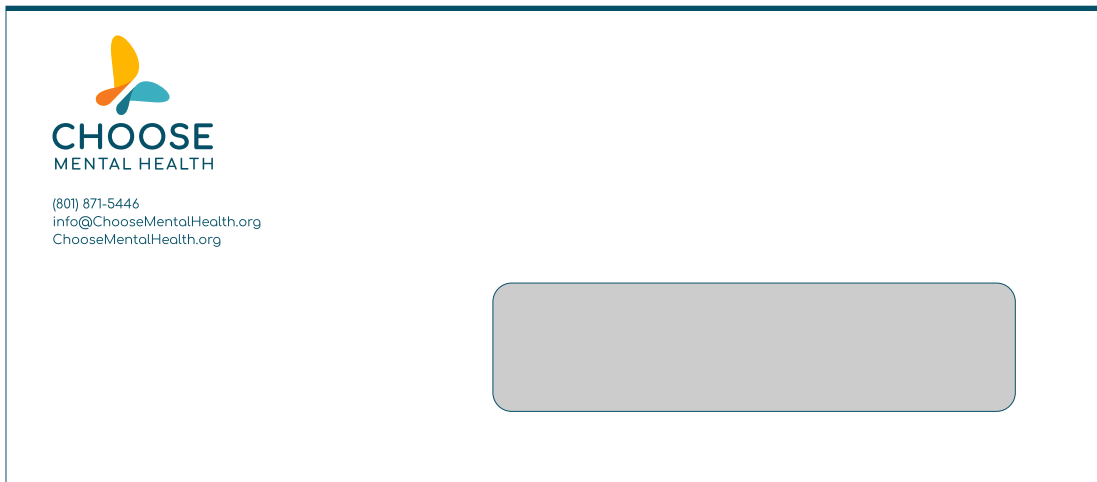 CHOOSE
MENTAL HEALTH
(801) 871-5446
info@ChooseMentalHealth.org
ChooseMentalHealth.org